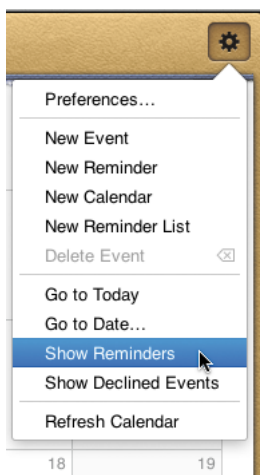 Preferences...
New Event
New Reminder
New Calendar
New Reminder List
Delete Event
Go to Today
Go to Date...
Show Reminders
Show Declined Events
Refresh Calendar
18 19